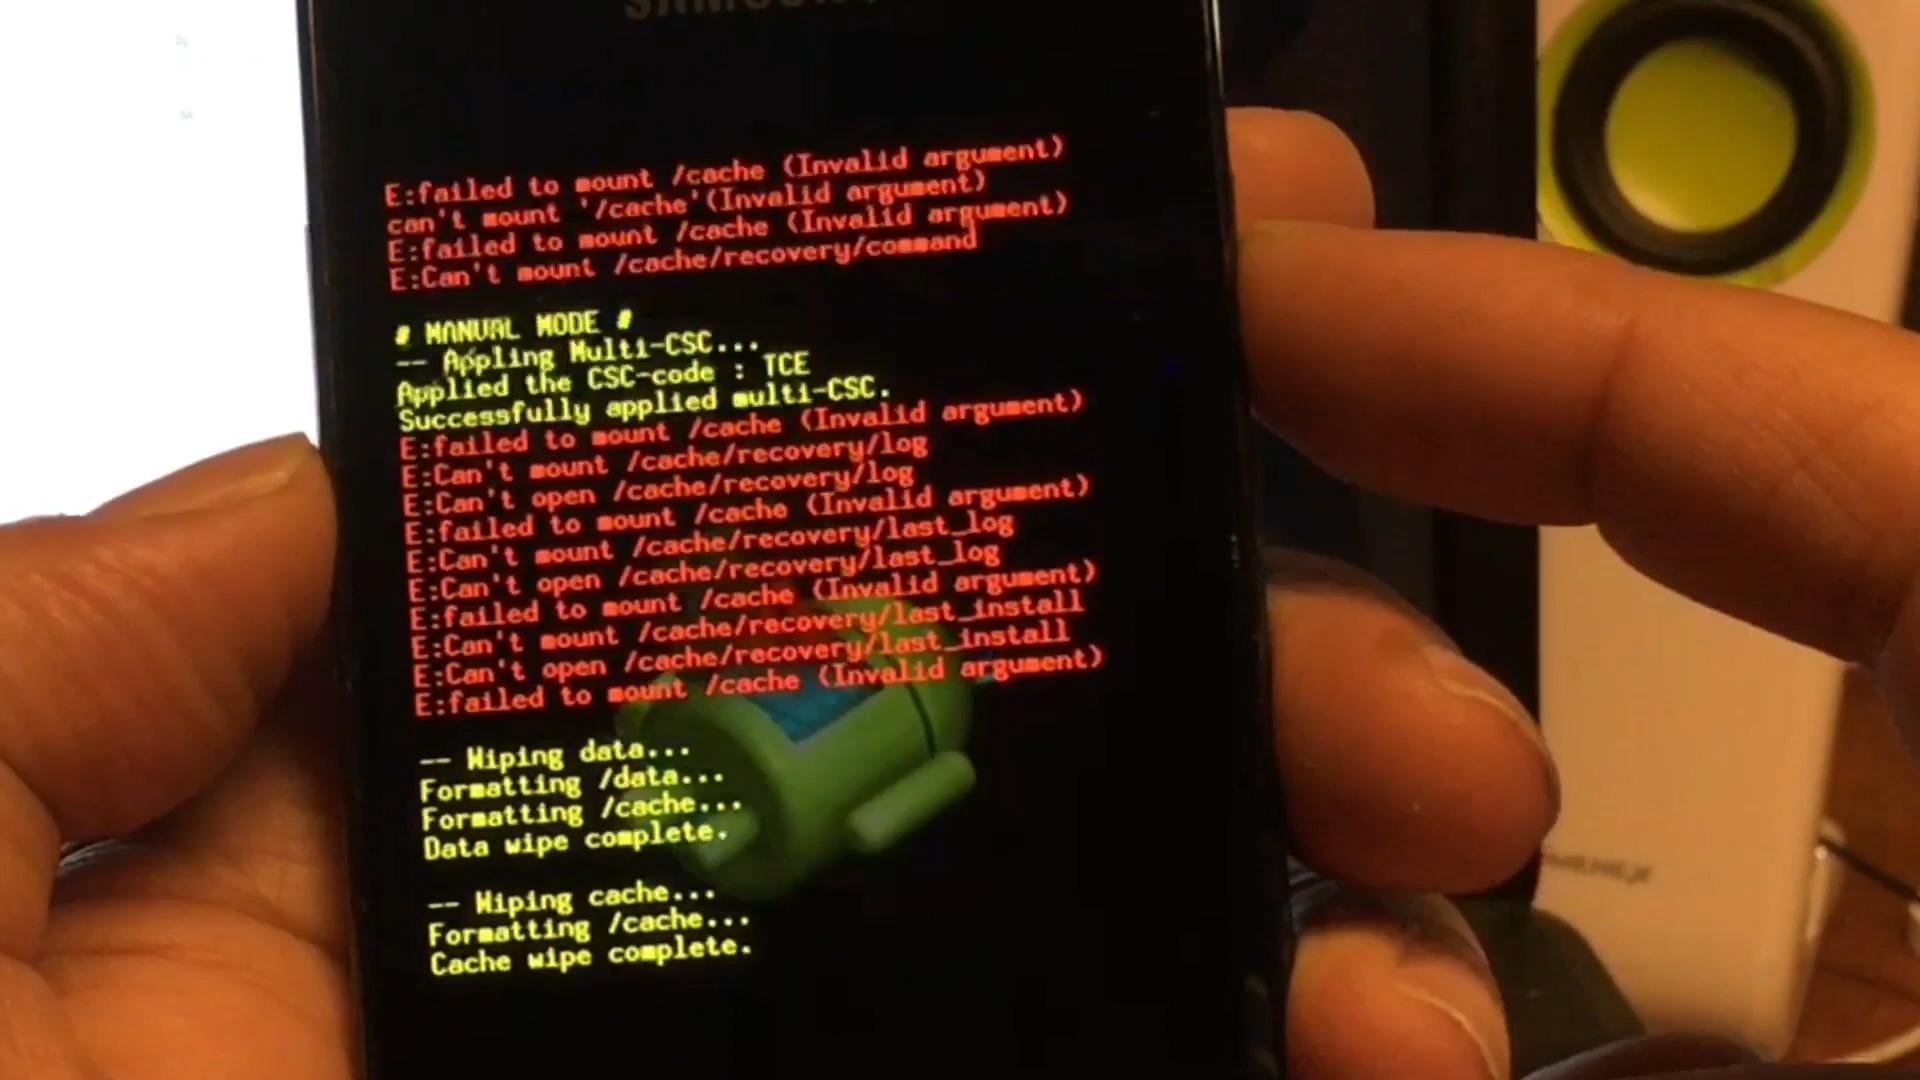 SAMSUNG
E:failed to mount /cache (Invalid argument)
can't mount '/cache'(Invalid argument)
E:failed to mount /cache (Invalid argument)
E:Can't mount /cache/recovery/command
# MANUAL MODE #
-- Appling Multi-CSC...
Applied the CSC-code : TCE
Successfully applied multi-CSC.
E:failed to mount /cache (Invalid argument)
E:Can't mount /cache/recovery/log
E:Can't open /cache/recovery/log
E:failed to mount /cache (Invalid argument)
E:Can't mount /cache/recovery/last_log
E:Can't open /cache/recovery/last_log
E:failed to mount /cache (Invalid argument)
E:Can't mount /cache/recovery/last_install
E:Can't open /cache/recovery/last_install
E:failed to mount /cache (Invalid argument)
-- Wiping data...
Formatting /data...
Formatting /cache...
Data wipe complete.
-- Wiping cache...
Formatting /cache...
Cache wipe complete.